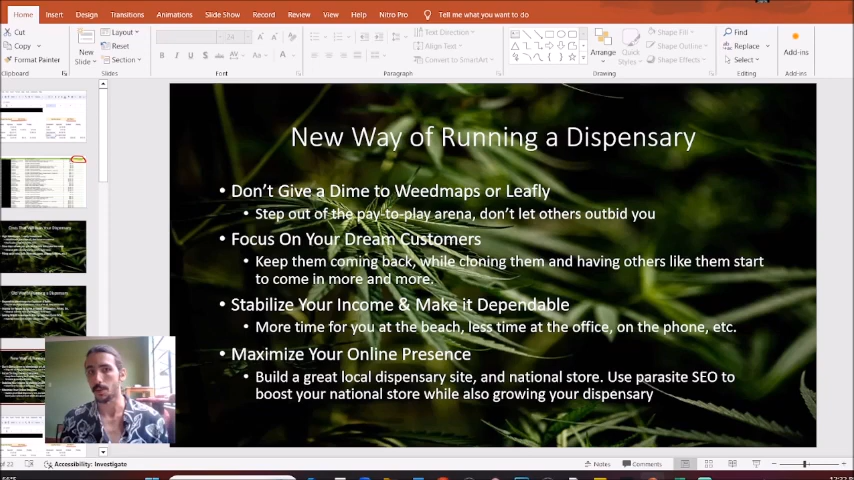 Home Insert Design Transitions Animations Slide Show Record Review View Help Nitro Pro Tell me what you want to do
Cut
Copy
Format Painter
Clipboard
New
Slide
Layout
Reset
Section
Slides
24
Font
Text Direction
Align Text
Convert to SmartArt
Paragraph
Arrange
Quick
Styles
Shape Fill
Shape Outline
Shape Effects
Drawing
Find
Replace
Select
Editing
Add-ins
Add-ins
New Way of Running a Dispensary
• Don't Give a Dime to Weedmaps or Leafly
• Step out of the pay-to-play arena, don't let others outbid you
• Focus On Your Dream Customers
• Keep them coming back, while cloning them and having others like them start
to come in more and more.
• Stabilize Your Income & Make it Dependable
• More time for you at the beach, less time at the office, on the phone, etc.
• Maximize Your Online Presence
• Build a great local dispensary site, and national store. Use parasite SEO to
boost your national store while also growing your dispensary
of 23 Accessibility: Investigate Notes Comments